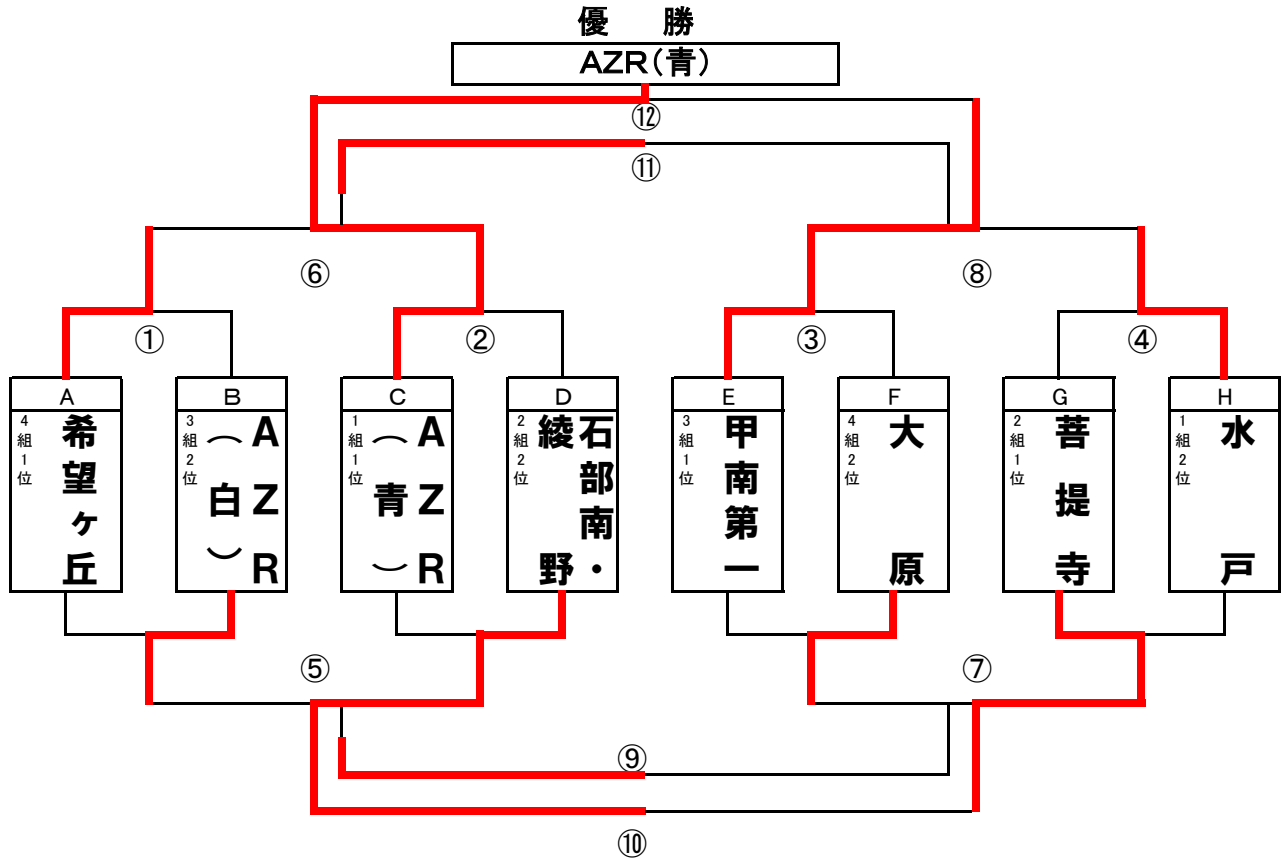 優　勝
AZR（青）
⑫
⑪
⑥
⑧
①
②
③
④
A
B
C
D
E
F
G
H
4組1位
希望ヶ丘
3組2位
AZR
（白）
1組1位
AZR
（青）
2組2位
石部南・
綾野
3組1位
甲南第一
4組2位
大原
2組1位
菩提寺
1組2位
水戸
⑤
⑦
⑨
⑩